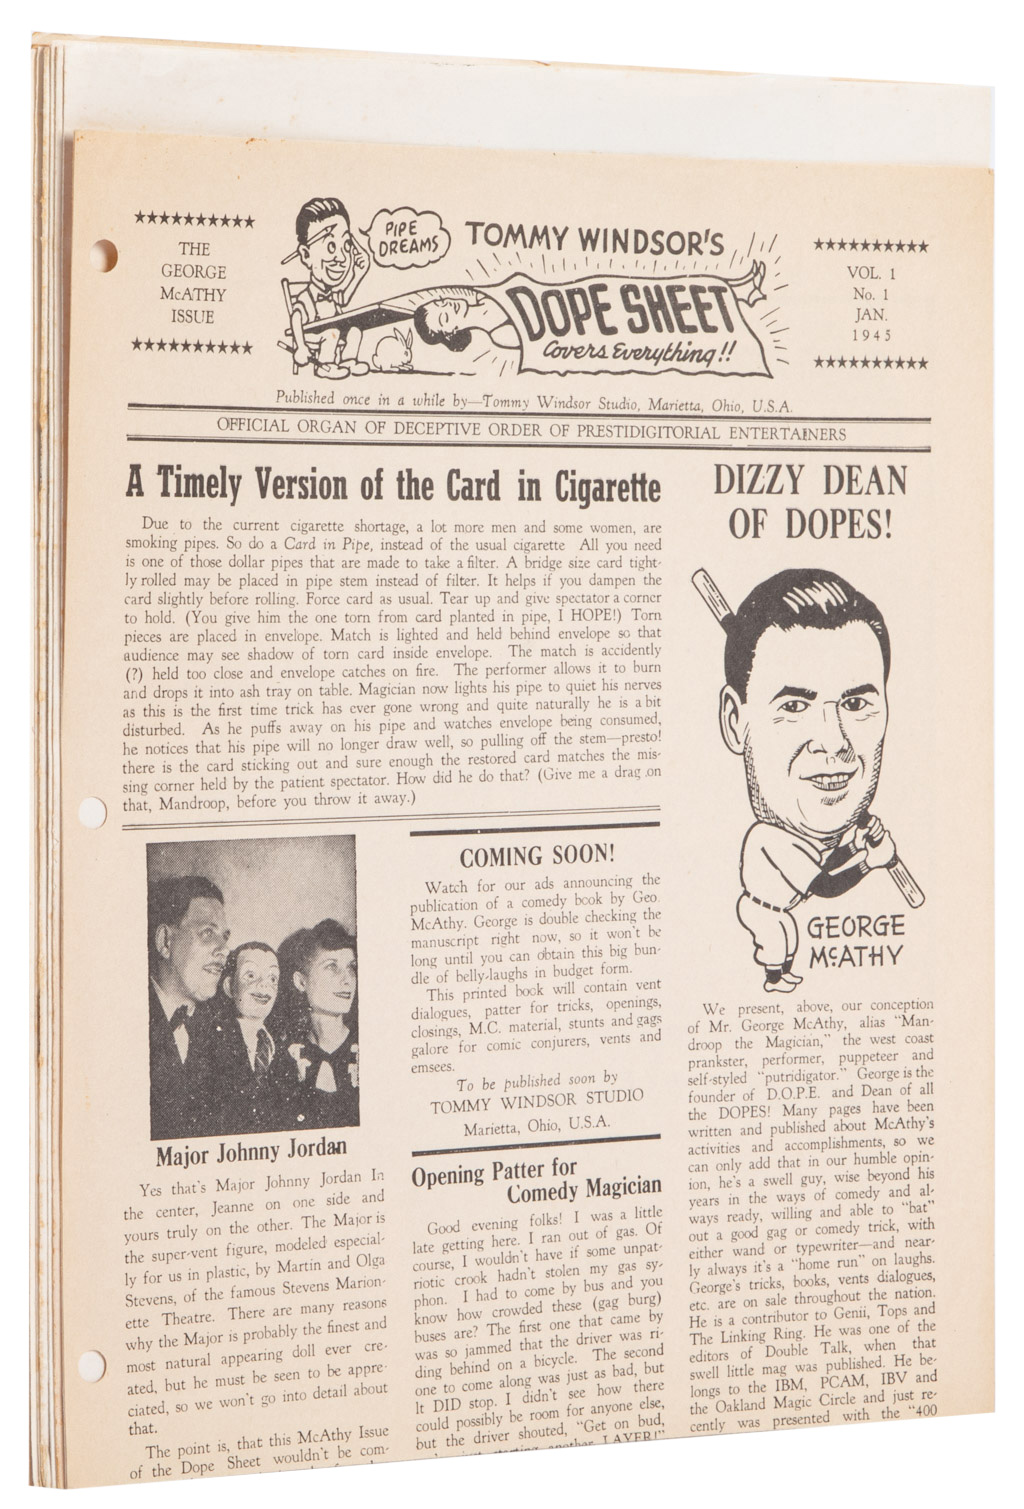 ★★★★★★★★★★
THE
GEORGE
McATHY
ISSUE
★★★★★★★★★★
PIPE
DREAMS
TOMMY WINDSOR'S
DOPE SHEET
Covers Everything!!
★★★★★★★★★★
VOL. 1
No. 1
JAN.
1945
★★★★★★★★★★
Published once in a while by—Tommy Windsor Studio, Marietta, Ohio, U.S.A.
OFFICIAL ORGAN OF DECEPTIVE ORDER OF PRESTIDIGITORIAL ENTERTAINERS
A Timely Version of the Card in Cigarette
Due to the current cigarette shortage, a lot more men and some women, are
smoking pipes. So do a Card in Pipe, instead of the usual cigarette All you need
is one of those dollar pipes that are made to take a filter. A bridge size card tight-
ly rolled may be placed in pipe stem instead of filter. It helps if you dampen the
card slightly before rolling. Force card as usual. Tear up and give spectator a corner
to hold. (You give him the one torn from card planted in pipe, I HOPE!) Torn
pieces are placed in envelope. Match is lighted and held behind envelope so that
audience may see shadow of torn card inside envelope. The match is accidently
(?) held too close and envelope catches on fire. The performer allows it to burn
and drops it into ash tray on table. Magician now lights his pipe to quiet his nerves
as this is the first time trick has ever gone wrong and quite naturally he is a bit
disturbed. As he puffs away on his pipe and watches envelope being consumed,
he notices that his pipe will no longer draw well, so pulling off the stem—presto!
there is the card sticking out and sure enough the restored card matches the mis-
sing corner held by the patient spectator. How did he do that? (Give me a drag on
that, Mandroop, before you throw it away.)
Major Johnny Jordan
Yes that's Major Johnny Jordan In
the center, Jeanne on one side and
yours truly on the other. The Major is
the super-vent figure, modeled especial-
ly for us in plastic, by Martin and Olga
Stevens, of the famous Stevens Marion-
ette Theatre. There are many reasons
why the Major is probably the finest and
most natural appearing doll ever cre-
ated, but he must be seen to be appre-
ciated, so we won't go into detail about
that.
The point is, that this McAthy Issue
of the Dope Sheet wouldn't be com-
COMING SOON!
Watch for our ads announcing the
publication of a comedy book by Geo.
McAthy. George is double checking the
manuscript right now, so it won't be
long until you can obtain this big bun-
dle of belly-laughs in budget form.
This printed book will contain vent
dialogues, patter for tricks, openings,
closings, M.C. material, stunts and gags
galore for comic conjurers, vents and
emsees.
To be published soon by
TOMMY WINDSOR STUDIO
Marietta, Ohio, U.S.A.
Opening Patter for
Comedy Magician
Good evening folks! I was a little
late getting here. I ran out of gas. Of
course, I wouldn't have if some unpat-
riotic crook hadn't stolen my gas sy-
phon. I had to come by bus and you
know how crowded these (gag burg)
buses are? The first one that came by
was so jammed that the driver was ri-
ding behind on a bicycle. The second
one to come along was just as bad, but
It DID stop. I didn't see how there
could possibly be room for anyone else,
but the driver shouted, "Get on bud,
starting another LAYER!"
DIZZY DEAN
OF DOPES!
GEORGE
McATHY
We present, above, our conception
of Mr. George McAthy, alias "Man-
droop the Magician," the west coast
prankster, performer, puppeteer and
self-styled "putridigator." George is the
founder of D.O.P.E. and Dean of all
the DOPES! Many pages have been
written and published about McAthy's
activities and accomplishments, so we
can only add that in our humble opin-
ion, he's a swell guy, wise beyond his
years in the ways of comedy and al-
ways ready, willing and able to "bat"
out a good gag or comedy trick, with
either wand or typewriter—and near-
ly always it's a "home run" on laughs.
George's tricks, books, vents dialogues,
etc. are on sale throughout the nation.
He is a contributor to Genii, Tops and
The Linking Ring. He was one of the
editors of Double Talk, when that
swell little mag was published. He be-
longs to the IBM, PCAM, IBV and
the Oakland Magic Circle and just re-
cently was presented with the "400